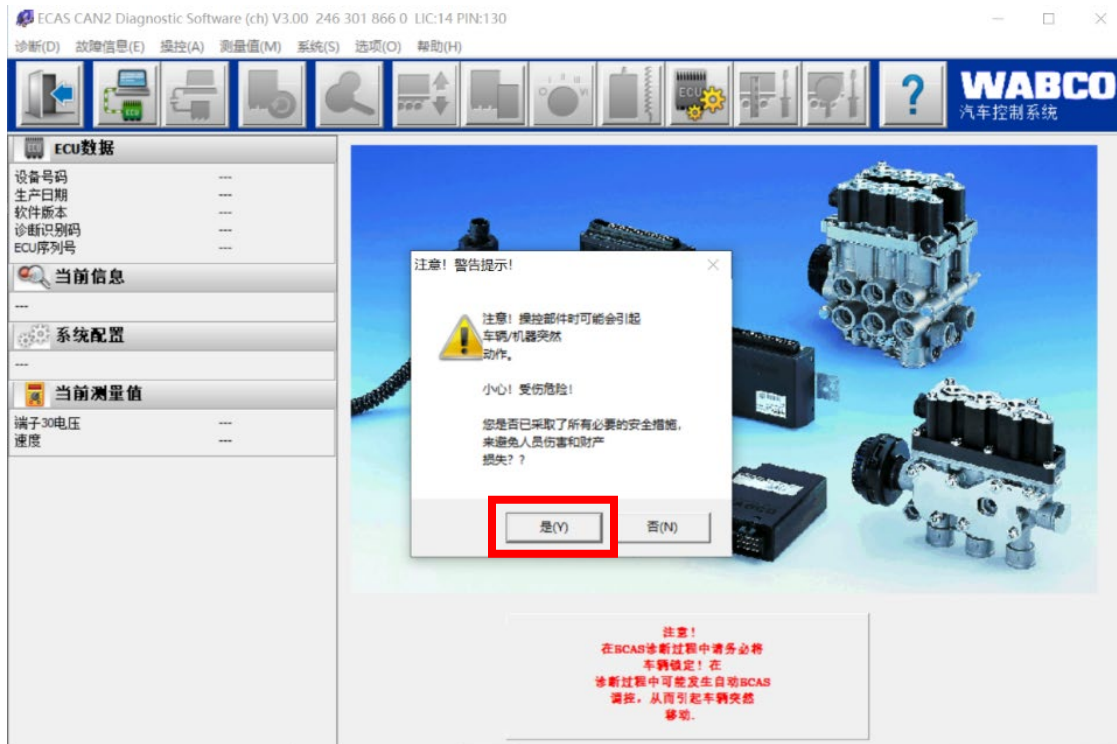 ECAS CAN2 Diagnostic Software (ch) V3.00 246 301 866 0 LIC:14 PIN:130
诊断(D) 故障信息(E) 操控(A) 测量值(M) 系统(S) 选项(O) 帮助(H)
WABCO
汽车控制系统
ECU数据
设备号码 ---
生产日期 ---
软件版本 ---
诊断识别码 ---
ECU序列号 ---
当前信息
---
系统配置
---
当前测量值
端子30电压 ---
速度 ---
注意! 警告提示!
注意! 操控部件时可能会引起
车辆/机器突然
动作。
小心! 受伤危险!
您是否已采取了所有必要的安全措施,
来避免人员伤害和财产
损失? ?
是(Y) 否(N)
注意!
在ECAS诊断过程中请务必将
车辆锁定! 在
诊断过程中可能发生自动ECAS
调控, 从而引起车辆突然
移动.